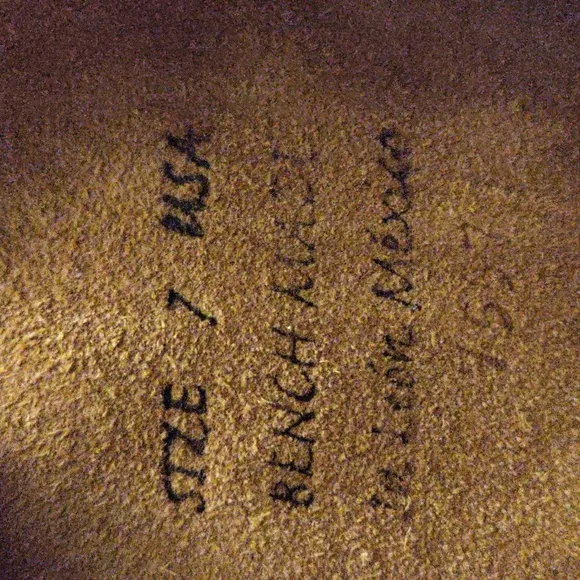 SIZE 7 USA
BENCH MADE
in León México